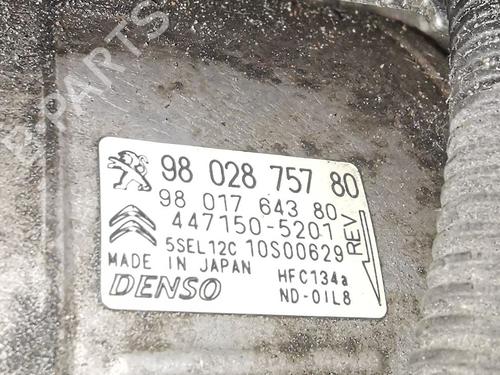 B-PARTS
98 028 757 80
98 017 643 80
447150-5201
5SEL12C 10S00629
REV
MADE IN JAPAN
HFC134a
DENSO
ND-OIL8